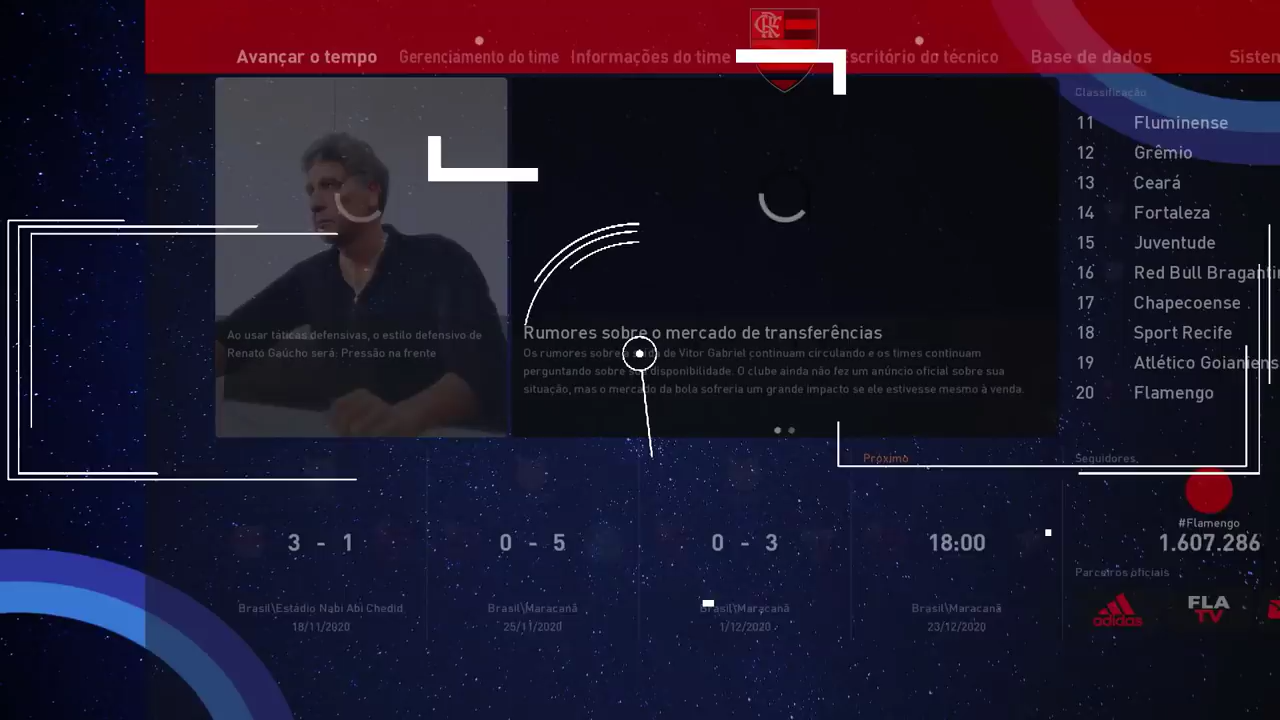 Avançar o tempo
Gerenciamento do time
Informações do time
scritório do técnico
Base de dados
Sistem
Classificação
11 Fluminense
12 Grêmio
13 Ceará
14 Fortaleza
15 Juventude
16 Red Bull Braganti
17 Chapecoense
18 Sport Recife
19 Atlético Goianiens
20 Flamengo
Ao usar táticas defensivas, o estilo defensivo de
Renato Gaúcho será: Pressão na frente
Rumores sobre o mercado de transferências
Os rumores sobre a saída de Vitor Gabriel continuam circulando e os times continuam
perguntando sobre sua disponibilidade. O clube ainda não fez um anúncio oficial sobre sua
situação, mas o mercado da bola sofreria um grande impacto se ele estivesse mesmo à venda.
Próximo
Seguidores,
#Flamengo
1.607.286
Parceiros oficiais
adidas
FLA
TV
3 - 1
0 - 5
0 - 3
18:00
Brasil\Estádio Nabi Abi Chedid
18/11/2020
Brasil\Maracanã
25/11/2020
Brasil\Maracanã
1/12/2020
Brasil\Maracanã
23/12/2020